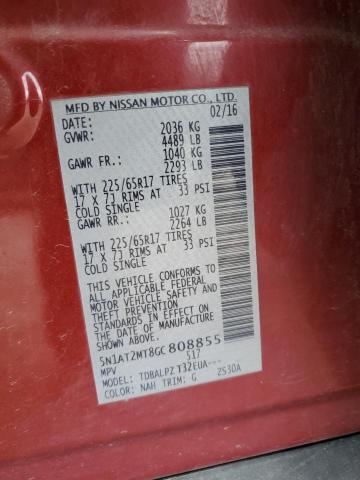 MFD BY NISSAN MOTOR CO., LTD.
DATE: 02/16
GVWR: 2036 KG
4489 LB
GAWR FR.: 1040 KG
2293 LB
WITH 225/65R17 TIRES
17 X 7J RIMS AT 33 PSI
COLD SINGLE
GAWR RR.: 1027 KG
2264 LB
WITH 225/65R17 TIRES
17 X 7J RIMS AT 33 PSI
COLD SINGLE
THIS VEHICLE CONFORMS TO
ALL APPLICABLE FEDERAL
MOTOR VEHICLE SAFETY AND
THEFT PREVENTION STANDARDS
IN EFFECT ON THE DATE OF
MANUFACTURE SHOWN ABOVE.
5N1AT2MT8GC808855
MPV 517
MODEL: TDBALPZ T32EUA---
COLOR: NAH TRIM: G ZS30A